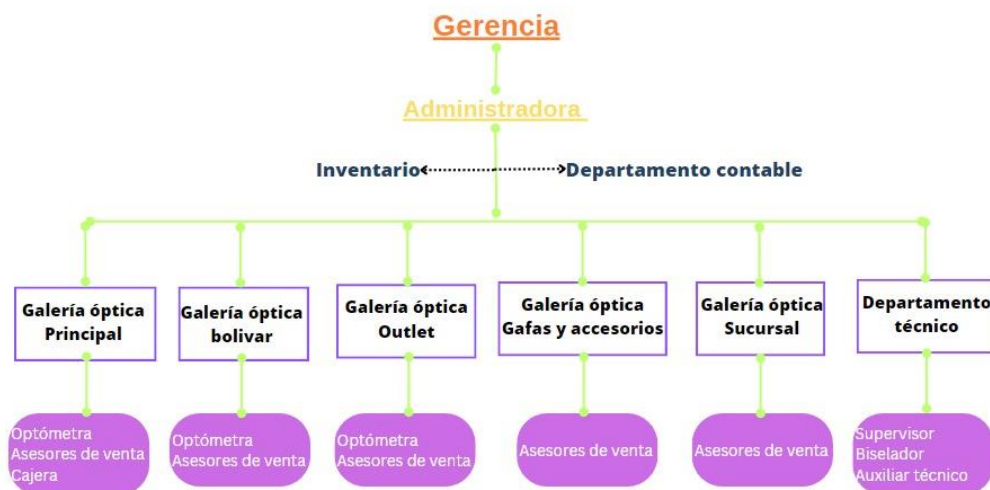 Gerencia
Administradora
Inventario
Departamento contable
Galería óptica
Principal
Galería óptica
bolivar
Galería óptica
Outlet
Galería óptica
Gafas y accesorios
Galería óptica
Sucursal
Departamento
técnico
Optómetra
Asesores de venta
Cajera
Optómetra
Asesores de venta
Optómetra
Asesores de venta
Asesores de venta
Asesores de venta
Supervisor
Biselador
Auxiliar técnico